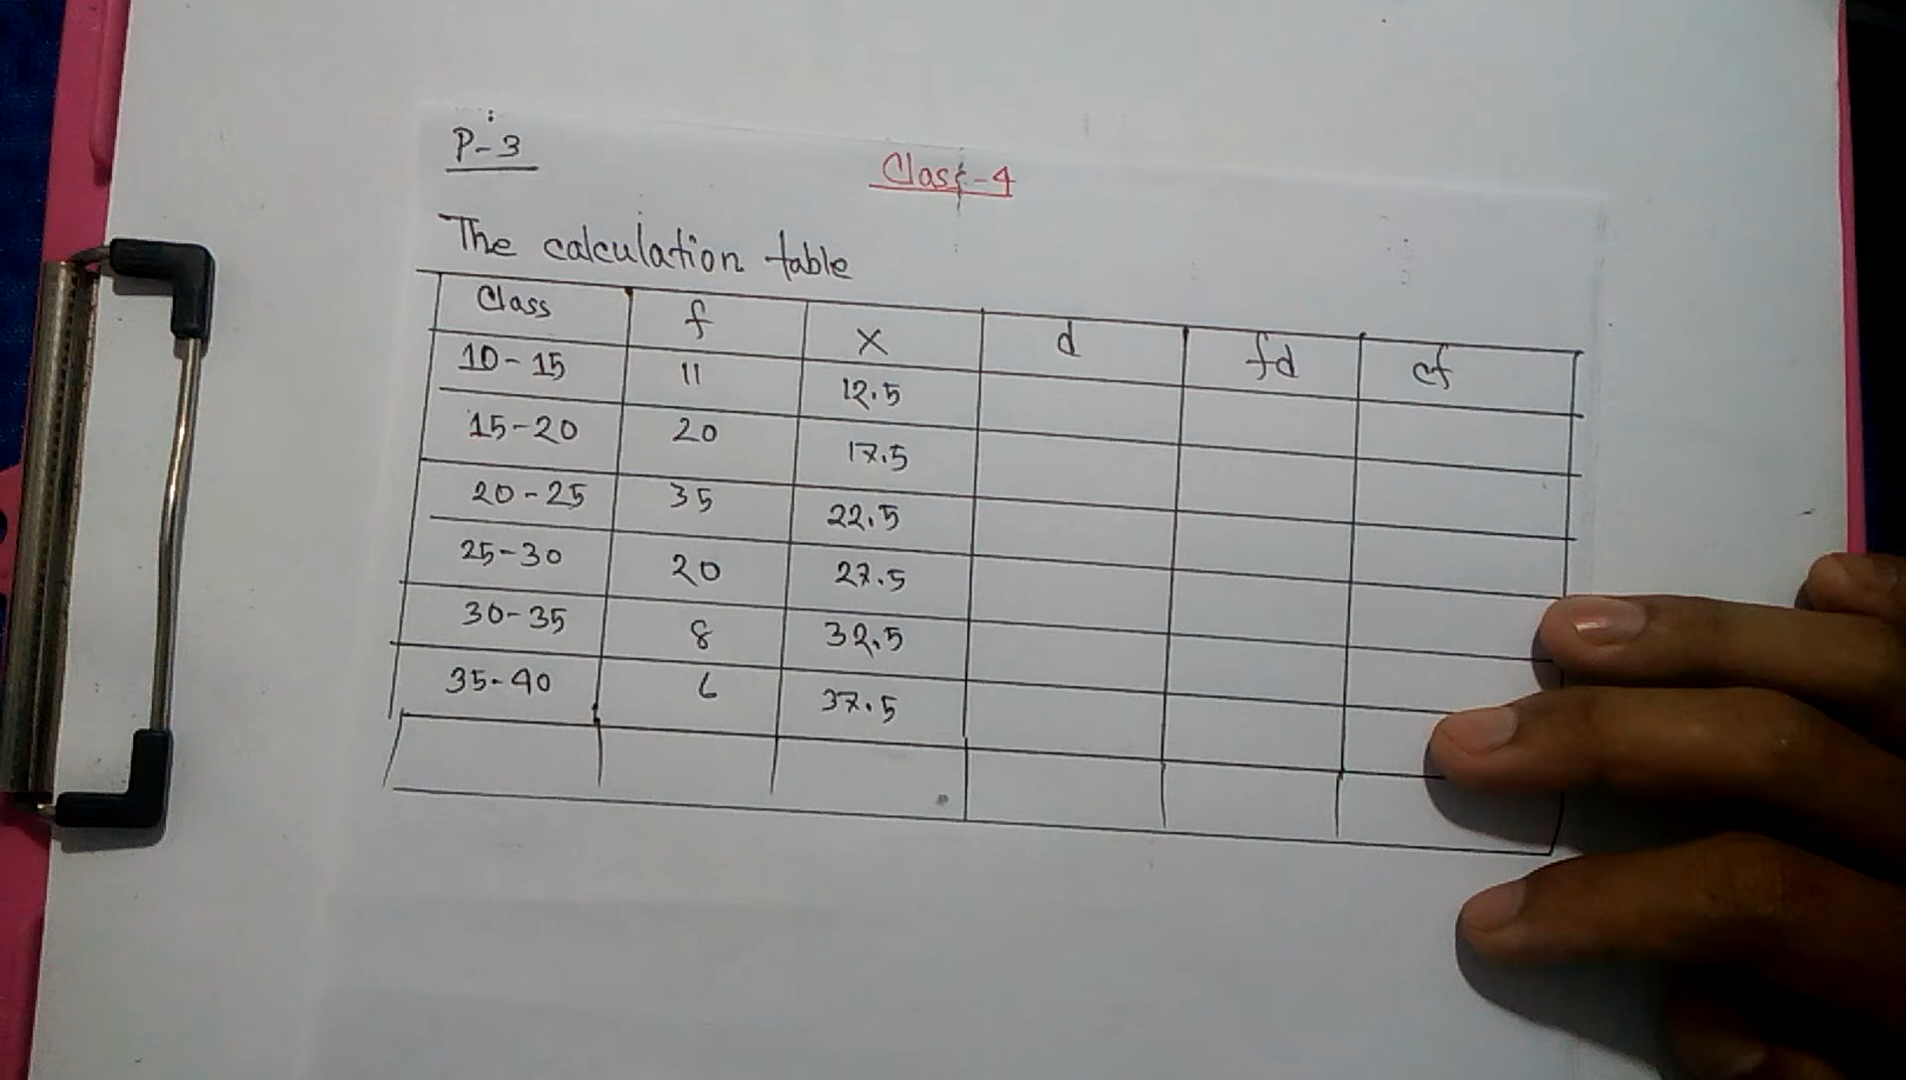 P-3
Class-4
The calculation table
Class f X d fd cf
10-15 11 12.5
15-20 20 17.5
20-25 35 22.5
25-30 20 27.5
30-35 8 32.5
35-40 6 37.5